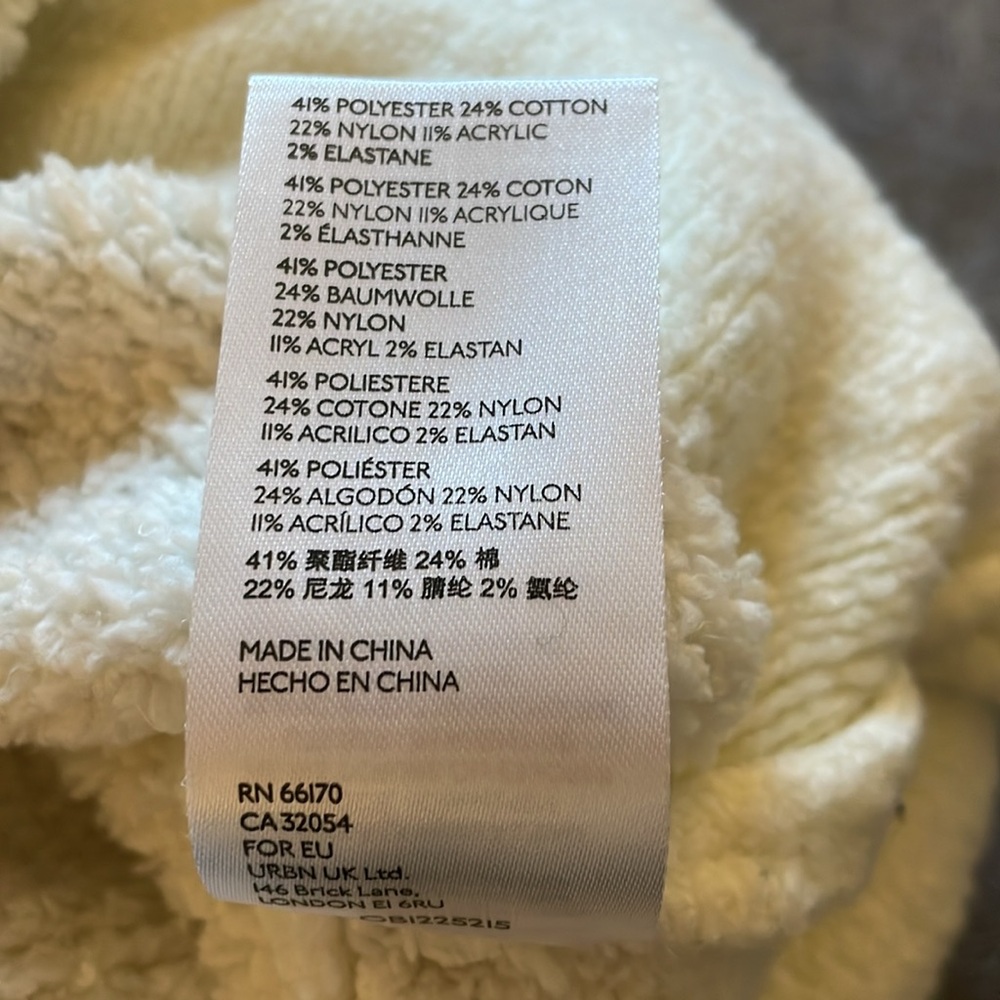 41% POLYESTER 24% COTTON
22% NYLON 11% ACRYLIC
2% ELASTANE
41% POLYESTER 24% COTON
22% NYLON 11% ACRYLIQUE
2% ÉLASTHANNE
41% POLYESTER
24% BAUMWOLLE
22% NYLON
11% ACRYL 2% ELASTAN
41% POLIESTERE
24% COTONE 22% NYLON
11% ACRILICO 2% ELASTAN
41% POLIÉSTER
24% ALGODÓN 22% NYLON
11% ACRÍLICO 2% ELASTANE
41% 聚酯纤维 24% 棉
22% 尼龙 11% 腈纶 2% 氨纶
MADE IN CHINA
HECHO EN CHINA
RN 66170
CA 32054
FOR EU
URBN UK Ltd.
146 Brick Lane,
LONDON E1 6RU
OB1225215